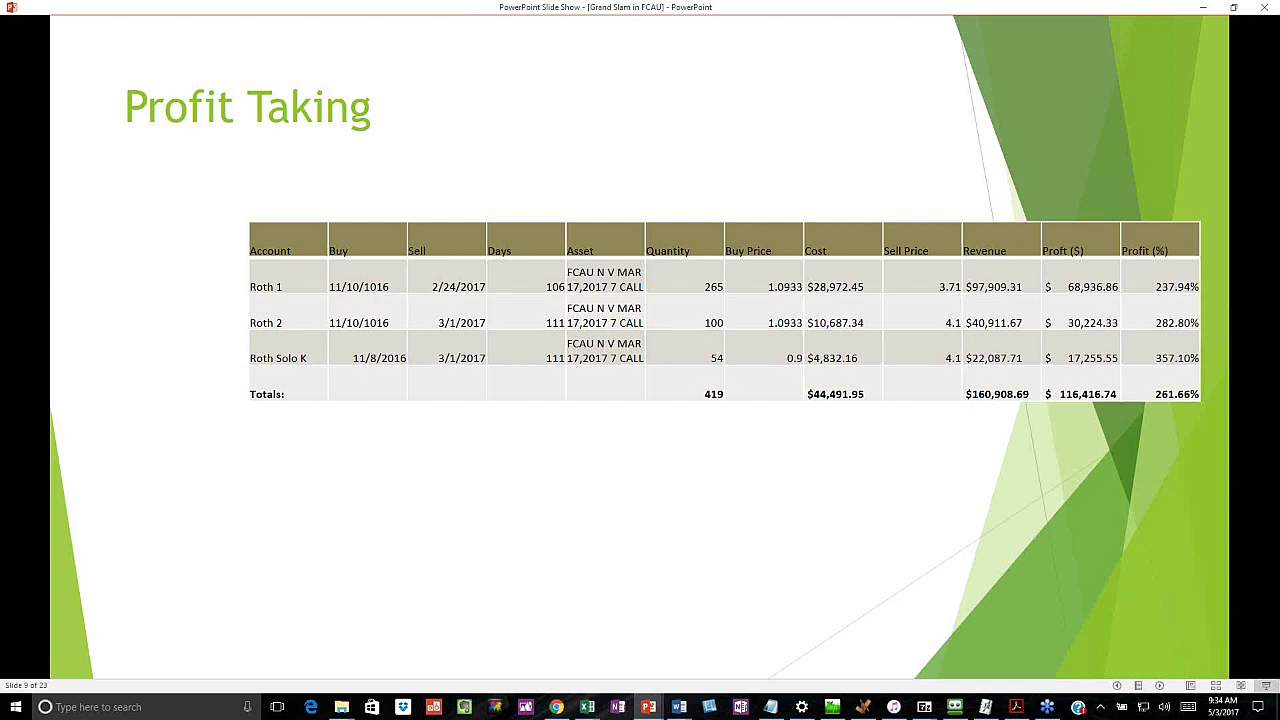 PowerPoint Slide Show - [Grand Slam in FCAU] - PowerPoint
Profit Taking
Account Buy Sell Days Asset Quantity Buy Price Cost Sell Price Revenue Proft ($) Profit (%)
FCAU N V MAR
Roth 1 11/10/1016 2/24/2017 106 17,2017 7 CALL 265 1.0933 $28,972.45 3.71 $97,909.31 $ 68,936.86 237.94%
FCAU N V MAR
Roth 2 11/10/1016 3/1/2017 111 17,2017 7 CALL 100 1.0933 $10,687.34 4.1 $40,911.67 $ 30,224.33 282.80%
FCAU N V MAR
Roth Solo K 11/8/2016 3/1/2017 111 17,2017 7 CALL 54 0.9 $4,832.16 4.1 $22,087.71 $ 17,255.55 357.10%
Totals: 419 $44,491.95 $160,908.69 $ 116,416.74 261.66%
Slide 9 of 23
Type here to search
9:34 AM
5/3/2017